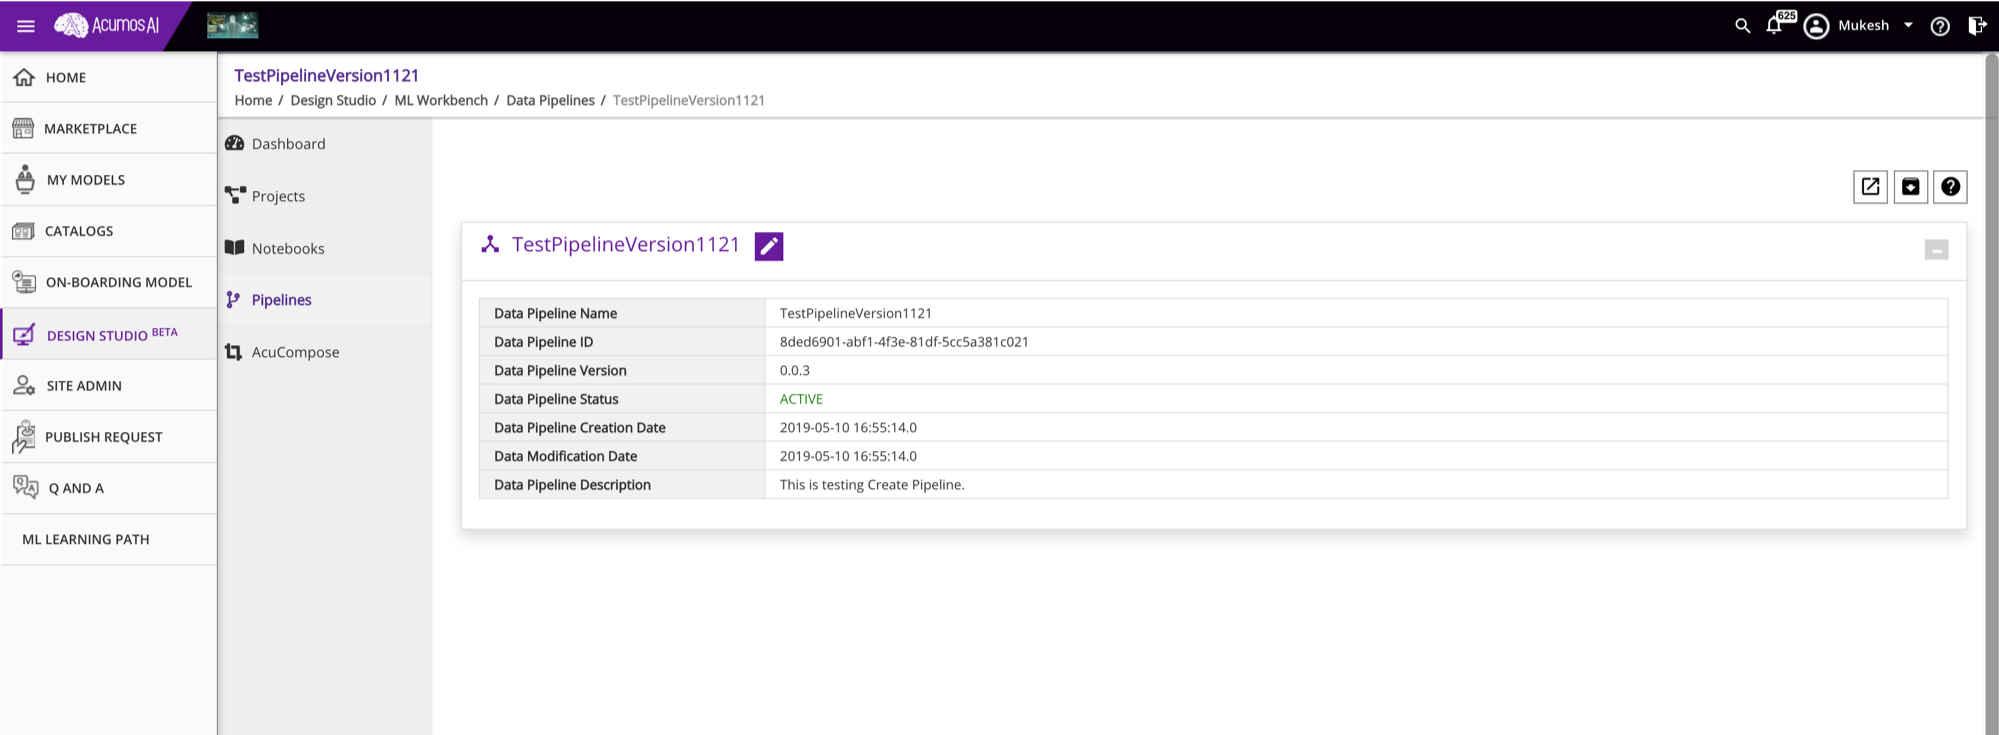 Acumos AI
625
Mukesh
HOME
MARKETPLACE
MY MODELS
CATALOGS
ON-BOARDING MODEL
DESIGN STUDIO BETA
SITE ADMIN
PUBLISH REQUEST
Q AND A
ML LEARNING PATH
TestPipelineVersion1121
Home / Design Studio / ML Workbench / Data Pipelines / TestPipelineVersion1121
Dashboard
Projects
Notebooks
Pipelines
AcuCompose
TestPipelineVersion1121
Data Pipeline Name TestPipelineVersion1121
Data Pipeline ID 8ded6901-abf1-4f3e-81df-5cc5a381c021
Data Pipeline Version 0.0.3
Data Pipeline Status ACTIVE
Data Pipeline Creation Date 2019-05-10 16:55:14.0
Data Modification Date 2019-05-10 16:55:14.0
Data Pipeline Description This is testing Create Pipeline.